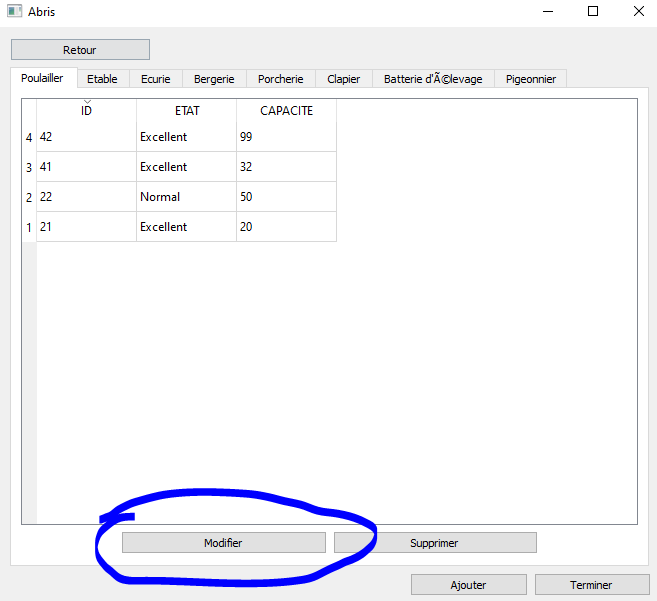 Abris
Retour
Poulailler Etable Ecurie Bergerie Porcherie Clapier Batterie d'Ã©levage Pigeonnier
ID ETAT CAPACITE
4 42 Excellent 99
3 41 Excellent 32
2 22 Normal 50
1 21 Excellent 20
Modifier Supprimer
Ajouter Terminer